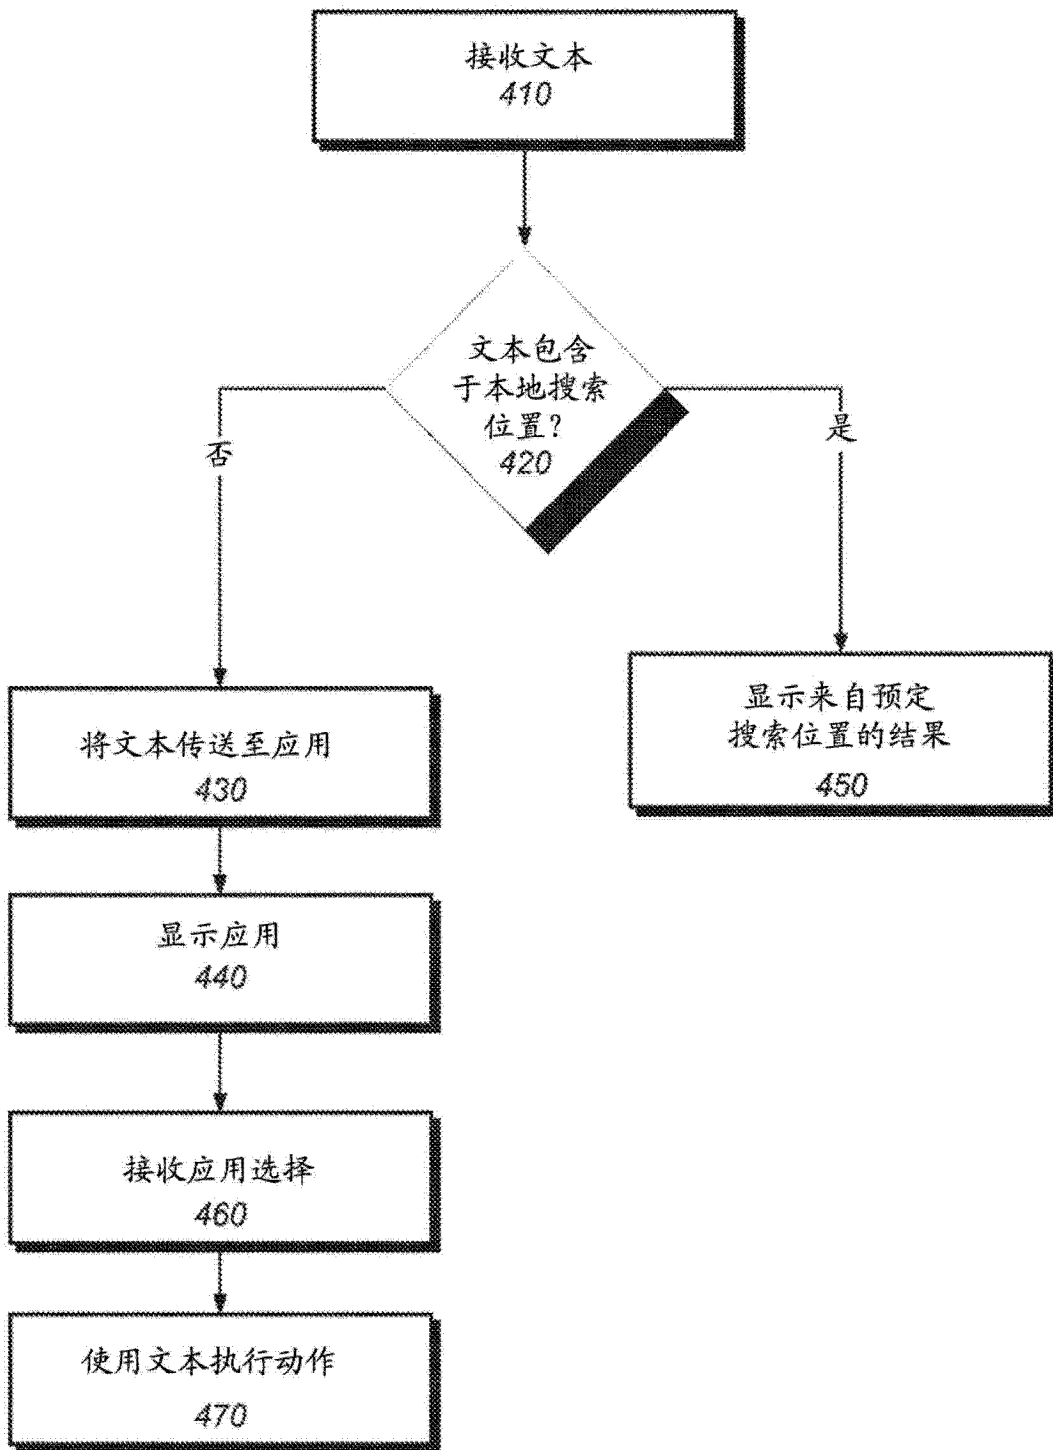 接收文本
410
文本包含
于本地搜索
位置?
420
否
是
将文本传送至应用
430
显示来自预定
搜索位置的结果
450
显示应用
440
接收应用选择
460
使用文本执行动作
470